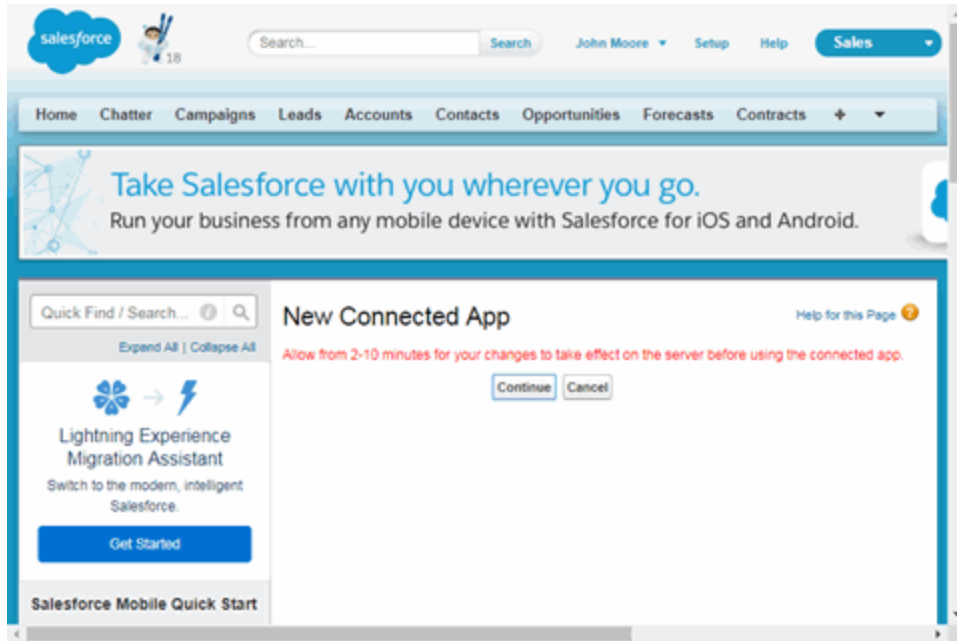 salesforce
18
Search...
Search
John Moore
Setup
Help
Sales
Home Chatter Campaigns Leads Accounts Contacts Opportunities Forecasts Contracts +
Take Salesforce with you wherever you go.
Run your business from any mobile device with Salesforce for iOS and Android.
Quick Find / Search...
Expand All | Collapse All
Lightning Experience
Migration Assistant
Switch to the modern, intelligent
Salesforce.
Get Started
Salesforce Mobile Quick Start
New Connected App
Help for this Page ?
Allow from 2-10 minutes for your changes to take effect on the server before using the connected app.
Continue Cancel